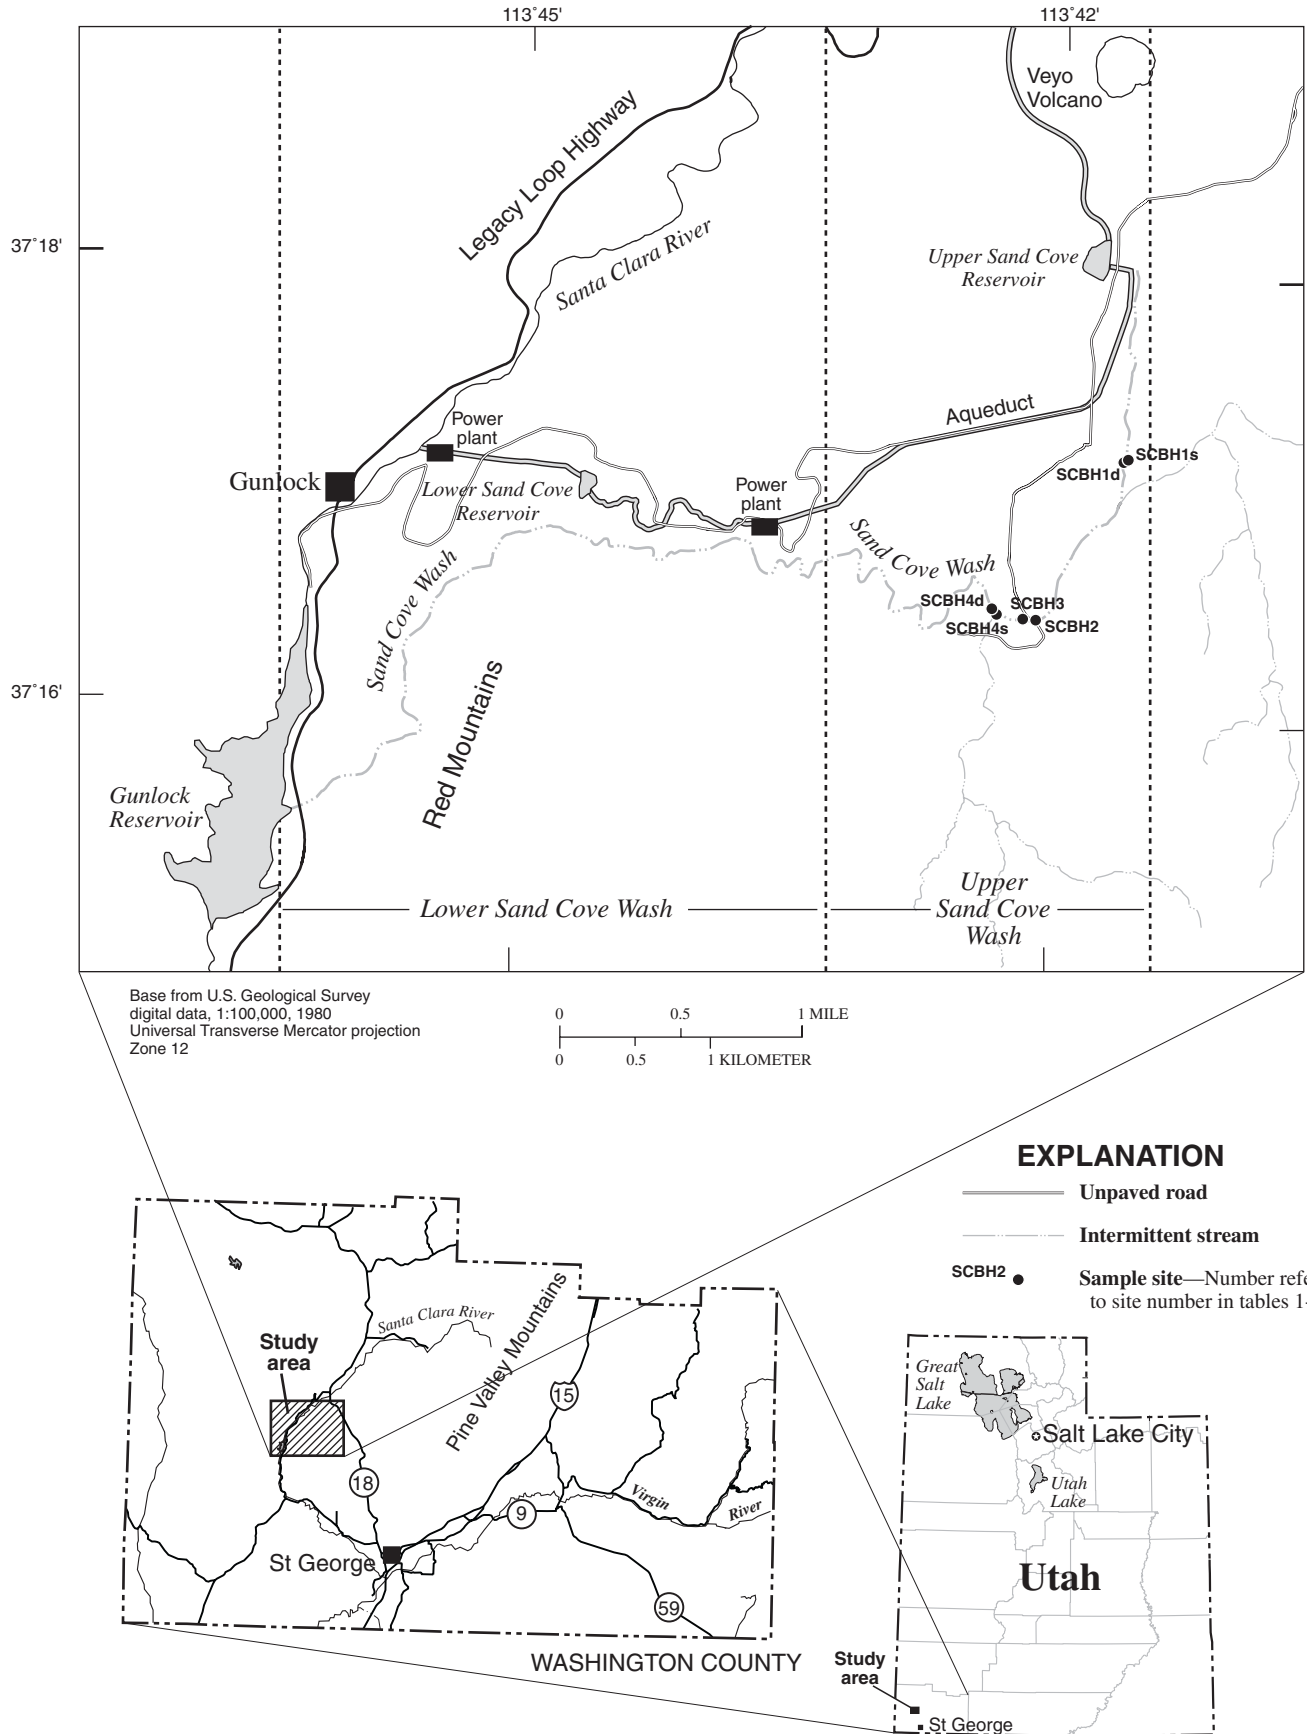 113°45'
113°42'
Veyo
Volcano
Legacy Loop Highway
Santa Clara River
37°18'
Upper Sand Cove
Reservoir
Aqueduct
Power
plant
Gunlock
Lower Sand Cove
Reservoir
Power
plant
SCBH1s
SCBH1d
Sand Cove Wash
Sand Cove Wash
SCBH4d
SCBH3
SCBH4s
SCBH2
37°16'
Red Mountains
Gunlock
Reservoir
Lower Sand Cove Wash
Upper
Sand Cove
Wash
Base from U.S. Geological Survey
digital data, 1:100,000, 1980
Universal Transverse Mercator projection
Zone 12
0 0.5 1 MILE
0 0.5 1 KILOMETER
EXPLANATION
Unpaved road
Intermittent stream
SCBH2
Sample site—Number refe
to site number in tables 1-
Santa Clara River
Pine Valley Mountains
Study
area
15
18
9
Virgin
River
St George
59
WASHINGTON COUNTY
Great
Salt
Lake
Salt Lake City
Utah
Lake
Utah
Study
area
St George